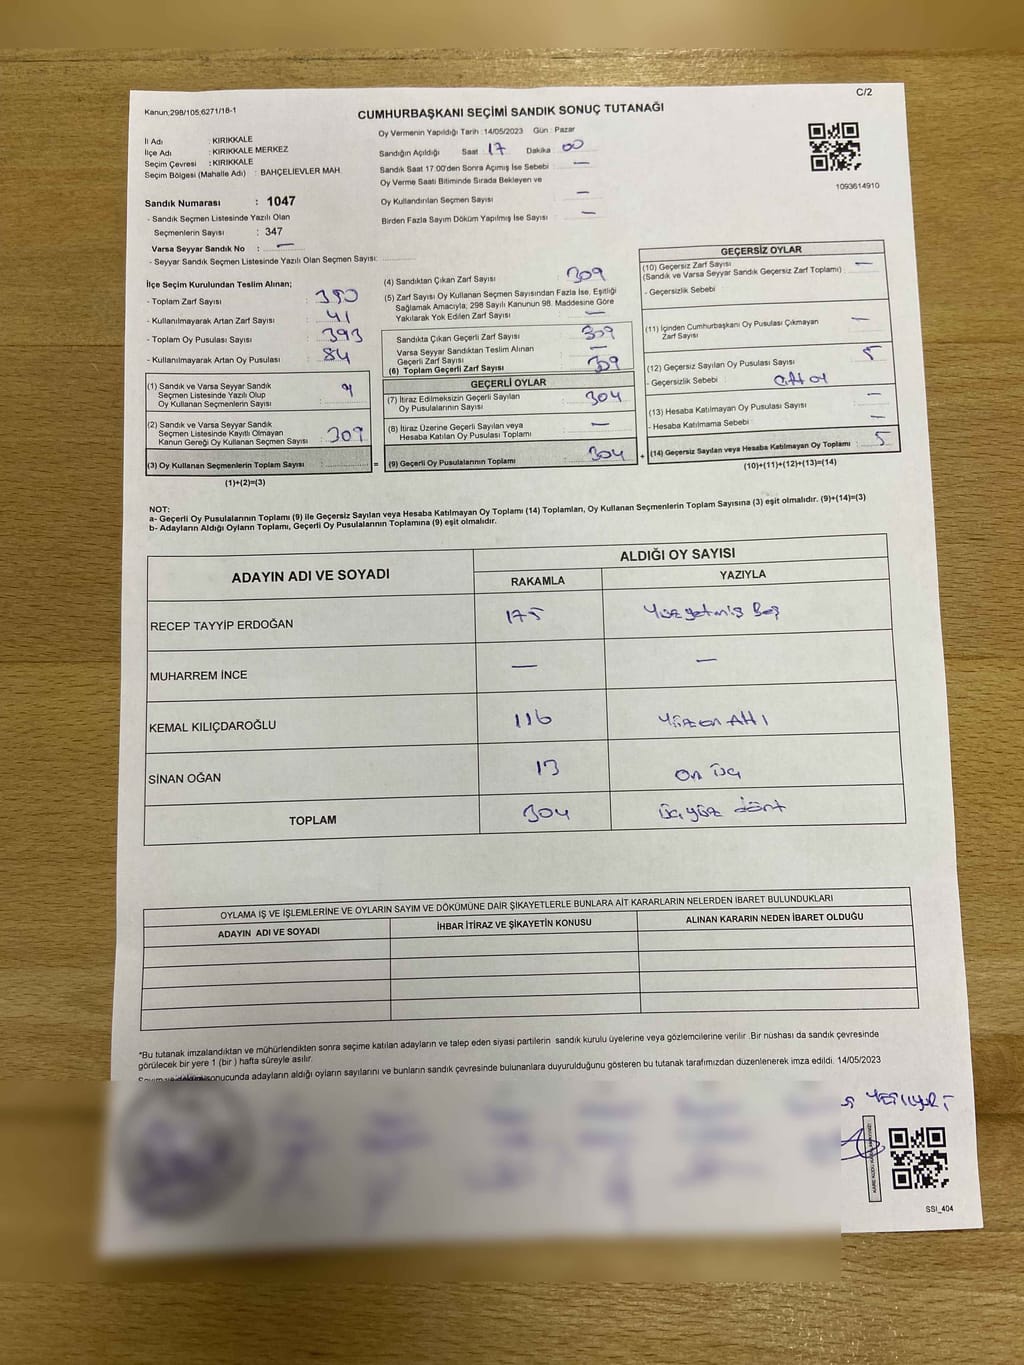 C/2
Kanun;298/105;6271/18-1
CUMHURBAŞKANI SEÇİMİ SANDIK SONUÇ TUTANAĞI
Oy Vermenin Yapıldığı Tarih :14/05/2023 Gün : Pazar
İl Adı : KIRIKKALE
İlçe Adı : KIRIKKALE MERKEZ
Seçim Çevresi : KIRIKKALE
Seçim Bölgesi (Mahalle Adı) : BAHÇELİEVLER MAH.
Sandığın Açıldığı Saat : 17 Dakika : 00
Sandık Saat 17.00'den Sonra Açımış İse Sebebi : —
Oy Verme Saati Bitiminde Sırada Bekleyen ve
Oy Kullandırılan Seçmen Sayısı : —
Birden Fazla Sayım Döküm Yapılmış İse Sayısı : —
1093614910
Sandık Numarası : 1047
- Sandık Seçmen Listesinde Yazılı Olan
Seçmenlerin Sayısı : 347
Varsa Seyyar Sandık No : —
- Seyyar Sandık Seçmen Listesinde Yazılı Olan Seçmen Sayısı:
İlçe Seçim Kurulundan Teslim Alınan;
- Toplam Zarf Sayısı : 350
- Kullanılmayarak Artan Zarf Sayısı : 41
- Toplam Oy Pusulası Sayısı : 393
- Kullanılmayarak Artan Oy Pusulası : 84
(1) Sandık ve Varsa Seyyar Sandık
Seçmen Listesinde Yazılı Olup
Oy Kullanan Seçmenlerin Sayısı :
(2) Sandık ve Varsa Seyyar Sandık
Seçmen Listesinde Kayıtlı Olmayan
Kanun Gereği Oy Kullanan Seçmen Sayısı : 309
(3) Oy Kullanan Seçmenlerin Toplam Sayısı : =
(1)+(2)=(3)
(4) Sandıktan Çıkan Zarf Sayısı : 309
(5) Zarf Sayısı Oy Kullanan Seçmen Sayısından Fazla İse, Eşitliği
Sağlamak Amacıyla, 298 Sayılı Kanunun 98. Maddesine Göre
Yakılarak Yok Edilen Zarf Sayısı : —
Sandıkta Çıkan Geçerli Zarf Sayısı : 309
Varsa Seyyar Sandıktan Teslim Alınan
Geçerli Zarf Sayısı : —
(6) Toplam Geçerli Zarf Sayısı : 309
GEÇERLİ OYLAR
(7) İtiraz Edilmeksizin Geçerli Sayılan
Oy Pusulalarının Sayısı : 304
(8) İtiraz Üzerine Geçerli Sayılan veya
Hesaba Katılan Oy Pusulası Toplamı : —
(9) Geçerli Oy Pusulalarının Toplamı : 304 +
GEÇERSİZ OYLAR
(10) Geçersiz Zarf Sayısı : —
(Sandık ve Varsa Seyyar Sandık Geçersiz Zarf Toplamı)
- Geçersizlik Sebebi :
(11) İçinden Cumhurbaşkanı Oy Pusulası Çıkmayan
Zarf Sayısı : —
(12) Geçersiz Sayılan Oy Pusulası Sayısı : 5
- Geçersizlik Sebebi :
(13) Hesaba Katılmayan Oy Pusulası Sayısı : —
- Hesaba Katılmama Sebebi : —
(14) Geçersiz Sayılan veya Hesaba Katılmayan Oy Toplamı : 5
(10)+(11)+(12)+(13)=(14)
NOT:
a- Geçerli Oy Pusulalarının Toplamı (9) ile Geçersiz Sayılan veya Hesaba Katılmayan Oy Toplamı (14) Toplamları, Oy Kullanan Seçmenlerin Toplam Sayısına (3) eşit olmalıdır. (9)+(14)=(3)
b- Adayların Aldığı Oyların Toplamı, Geçerli Oy Pusulalarının Toplamına (9) eşit olmalıdır.
ADAYIN ADI VE SOYADI ALDIĞI OY SAYISI
RAKAMLA YAZIYLA
RECEP TAYYİP ERDOĞAN 175 Yüzyetmiş beş
MUHARREM İNCE — —
KEMAL KILIÇDAROĞLU 116 Yüzon Altı
SİNAN OĞAN 13 On üç
TOPLAM 304 üçyüz dört
OYLAMA İŞ VE İŞLEMLERİNE VE OYLARIN SAYIM VE DÖKÜMÜNE DAİR ŞİKAYETLERLE BUNLARA AİT KARARLARIN NELERDEN İBARET BULUNDUKLARI
ADAYIN ADI VE SOYADI İHBAR İTİRAZ VE ŞİKAYETİN KONUSU ALINAN KARARIN NEDEN İBARET OLDUĞU
*Bu tutanak imzalandıktan ve mühürlendikten sonra seçime katılan adayların ve talep eden siyasi partilerin sandık kurulu üyelerine veya gözlemcilerine verilir .Bir nüshası da sandık çevresinde
görülecek bir yere 1 (bir ) hafta süreyle asılır.
sonucunda adayların aldığı oyların sayılarını ve bunların sandık çevresinde bulunanlara duyurulduğunu gösteren bu tutanak tarafımızdan düzenlenerek imza edildi. 14/05/2023
SSI_404